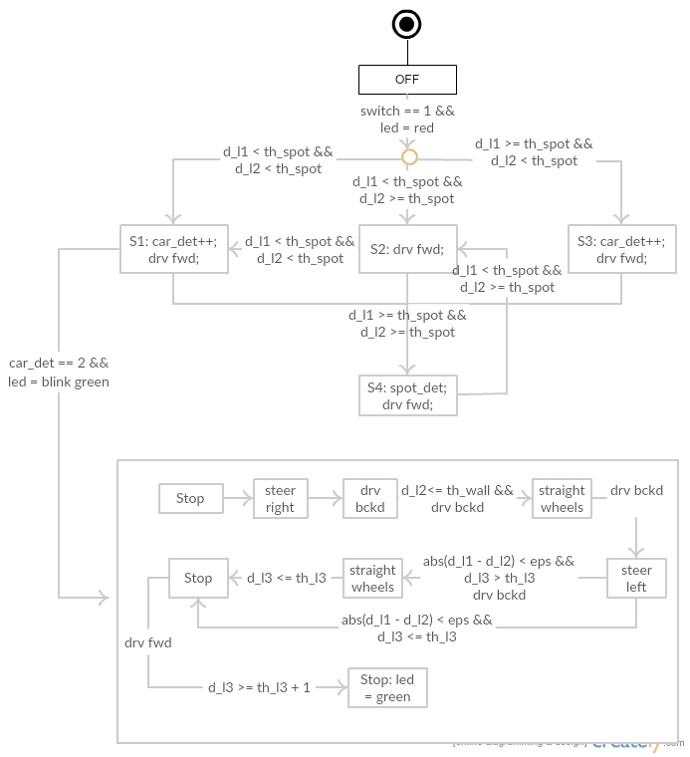 OFF
switch == 1 &&
led = red
d_l1 < th_spot &&
d_l2 < th_spot
d_l1 >= th_spot &&
d_l2 < th_spot
d_l1 < th_spot &&
d_l2 >= th_spot
S1: car_det++;
drv fwd;
d_l1 < th_spot &&
d_l2 < th_spot
S2: drv fwd;
S3: car_det++;
drv fwd;
d_l1 < th_spot &&
d_l2 >= th_spot
d_l1 >= th_spot &&
d_l2 >= th_spot
car_det == 2 &&
led = blink green
S4: spot_det;
drv fwd;
Stop
steer
right
drv
bckd
d_l2<= th_wall &&
drv bckd
straight
wheels
drv bckd
Stop
d_l3 <= th_l3
straight
wheels
abs(d_l1 - d_l2) < eps &&
d_l3 > th_l3
drv bckd
steer
left
abs(d_l1 - d_l2) < eps &&
d_l3 <= th_l3
drv fwd
d_l3 >= th_l3 + 1
Stop: led
= green
[online diagramming & design] creately.com